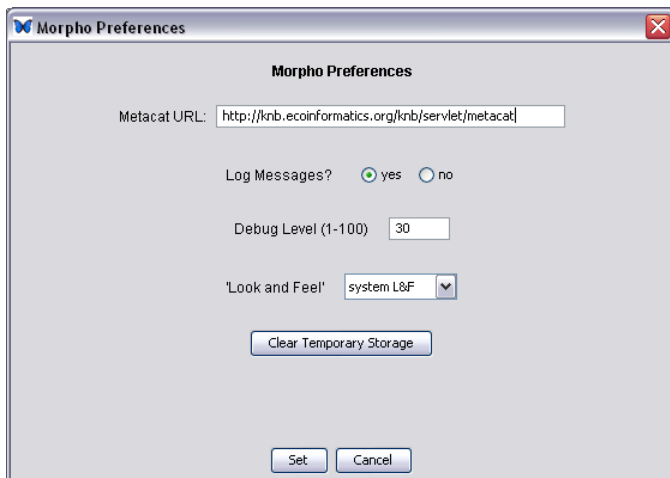 Morpho Preferences
Morpho Preferences
Metacat URL: http://knb.ecoinformatics.org/knb/servlet/metacat
Log Messages? yes no
Debug Level (1-100) 30
'Look and Feel' system L&F
Clear Temporary Storage
Set Cancel